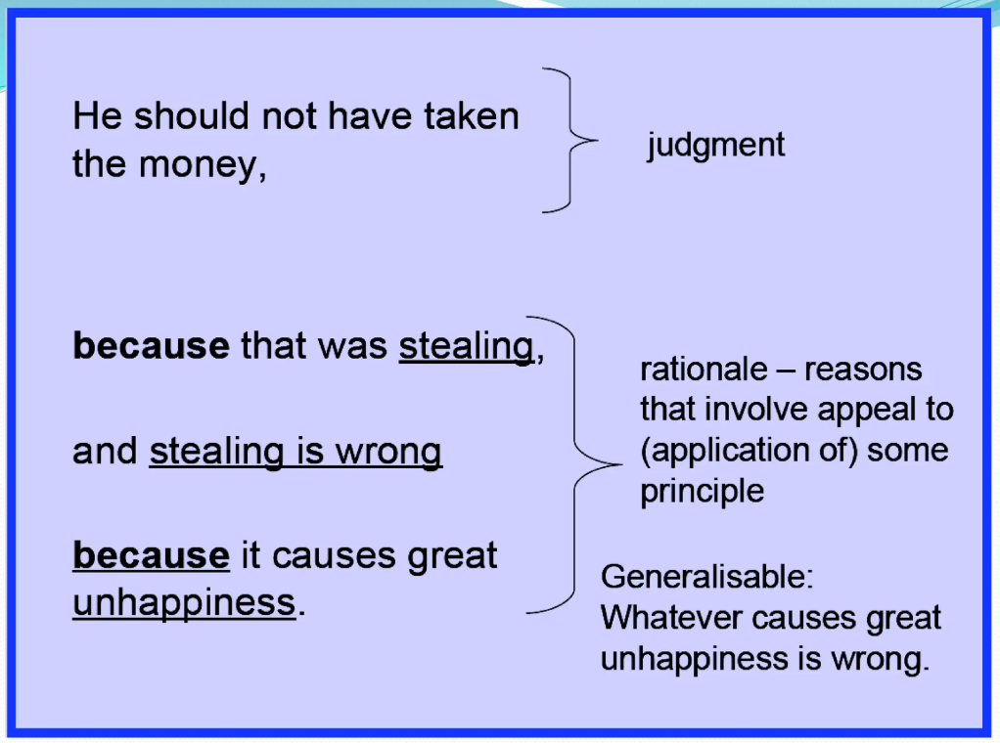 He should not have taken
the money,
judgment
because that was stealing,
and stealing is wrong
because it causes great
unhappiness.
rationale – reasons
that involve appeal to
(application of) some
principle
Generalisable:
Whatever causes great
unhappiness is wrong.